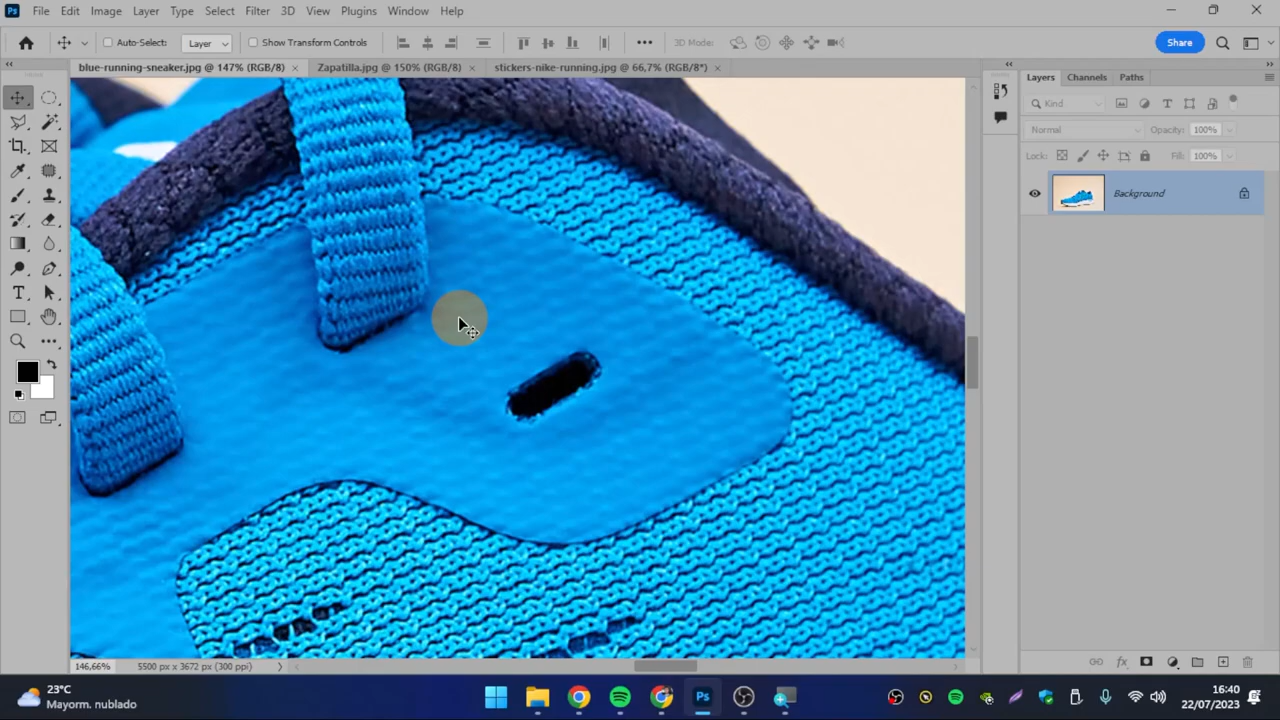 Ps File Edit Image Layer Type Select Filter 3D View Plugins Window Help
Auto-Select: Layer Show Transform Controls 3D Mode: Share
blue-running-sneaker.jpg @ 147% (RGB/8) × Zapatilla.jpg @ 150% (RGB/8) × stickers-nike-running.jpg @ 66,7% (RGB/8*) ×
Layers Channels Paths
Kind
Normal Opacity: 100%
Lock: Fill: 100%
Background
146,66% 5500 px x 3672 px (300 ppi)
23°C
Mayorm. nublado
Ps
16:40
22/07/2023